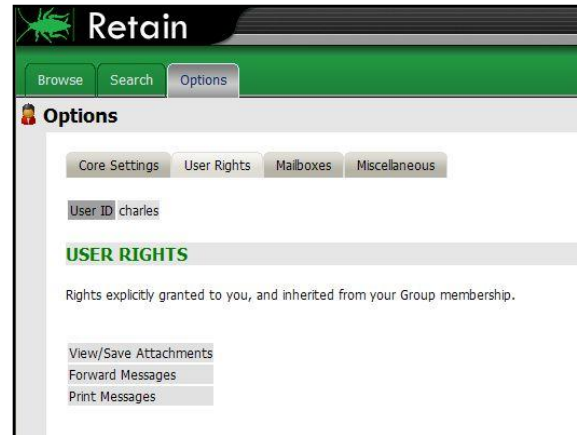 Retain
Browse Search Options
Options
Core Settings User Rights Mailboxes Miscellaneous
User ID charles
USER RIGHTS
Rights explicitly granted to you, and inherited from your Group membership.
View/Save Attachments
Forward Messages
Print Messages